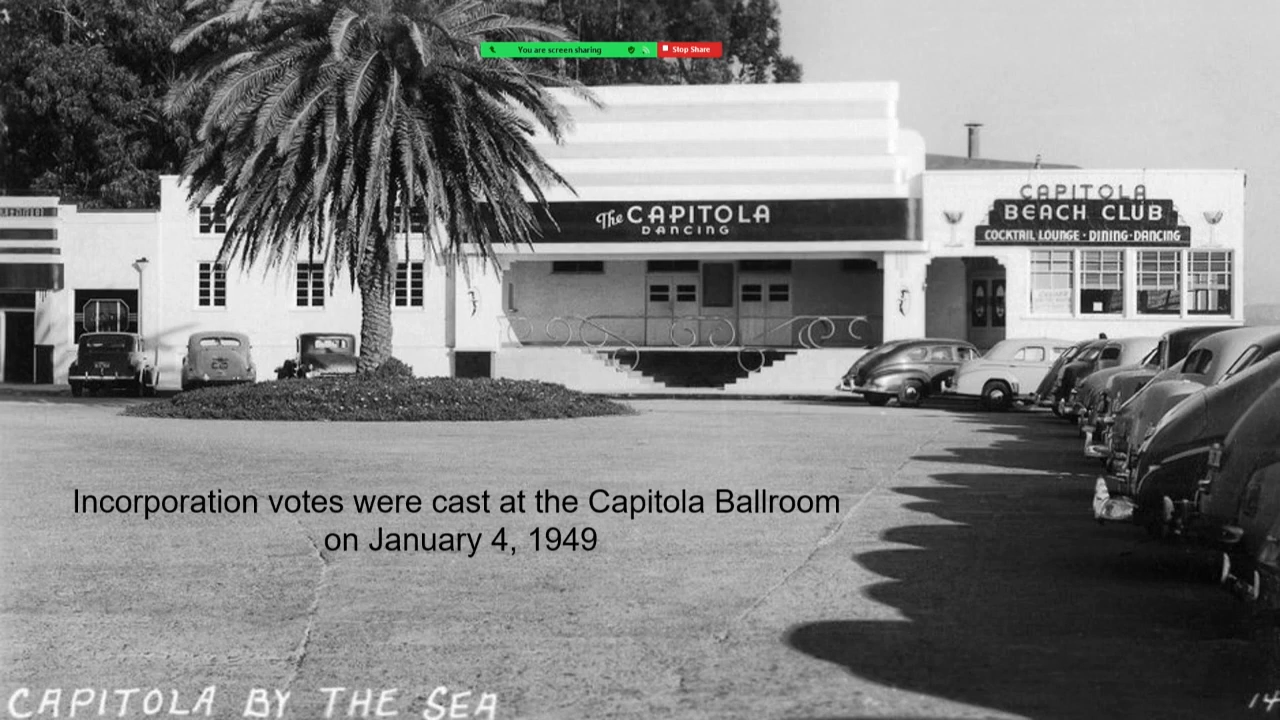 You are screen sharing
Stop Share
The CAPITOLA
DANCING
CAPITOLA
BEACH CLUB
COCKTAIL LOUNGE · DINING · DANCING
Incorporation votes were cast at the Capitola Ballroom
on January 4, 1949
CAPITOLA BY THE SEA
14